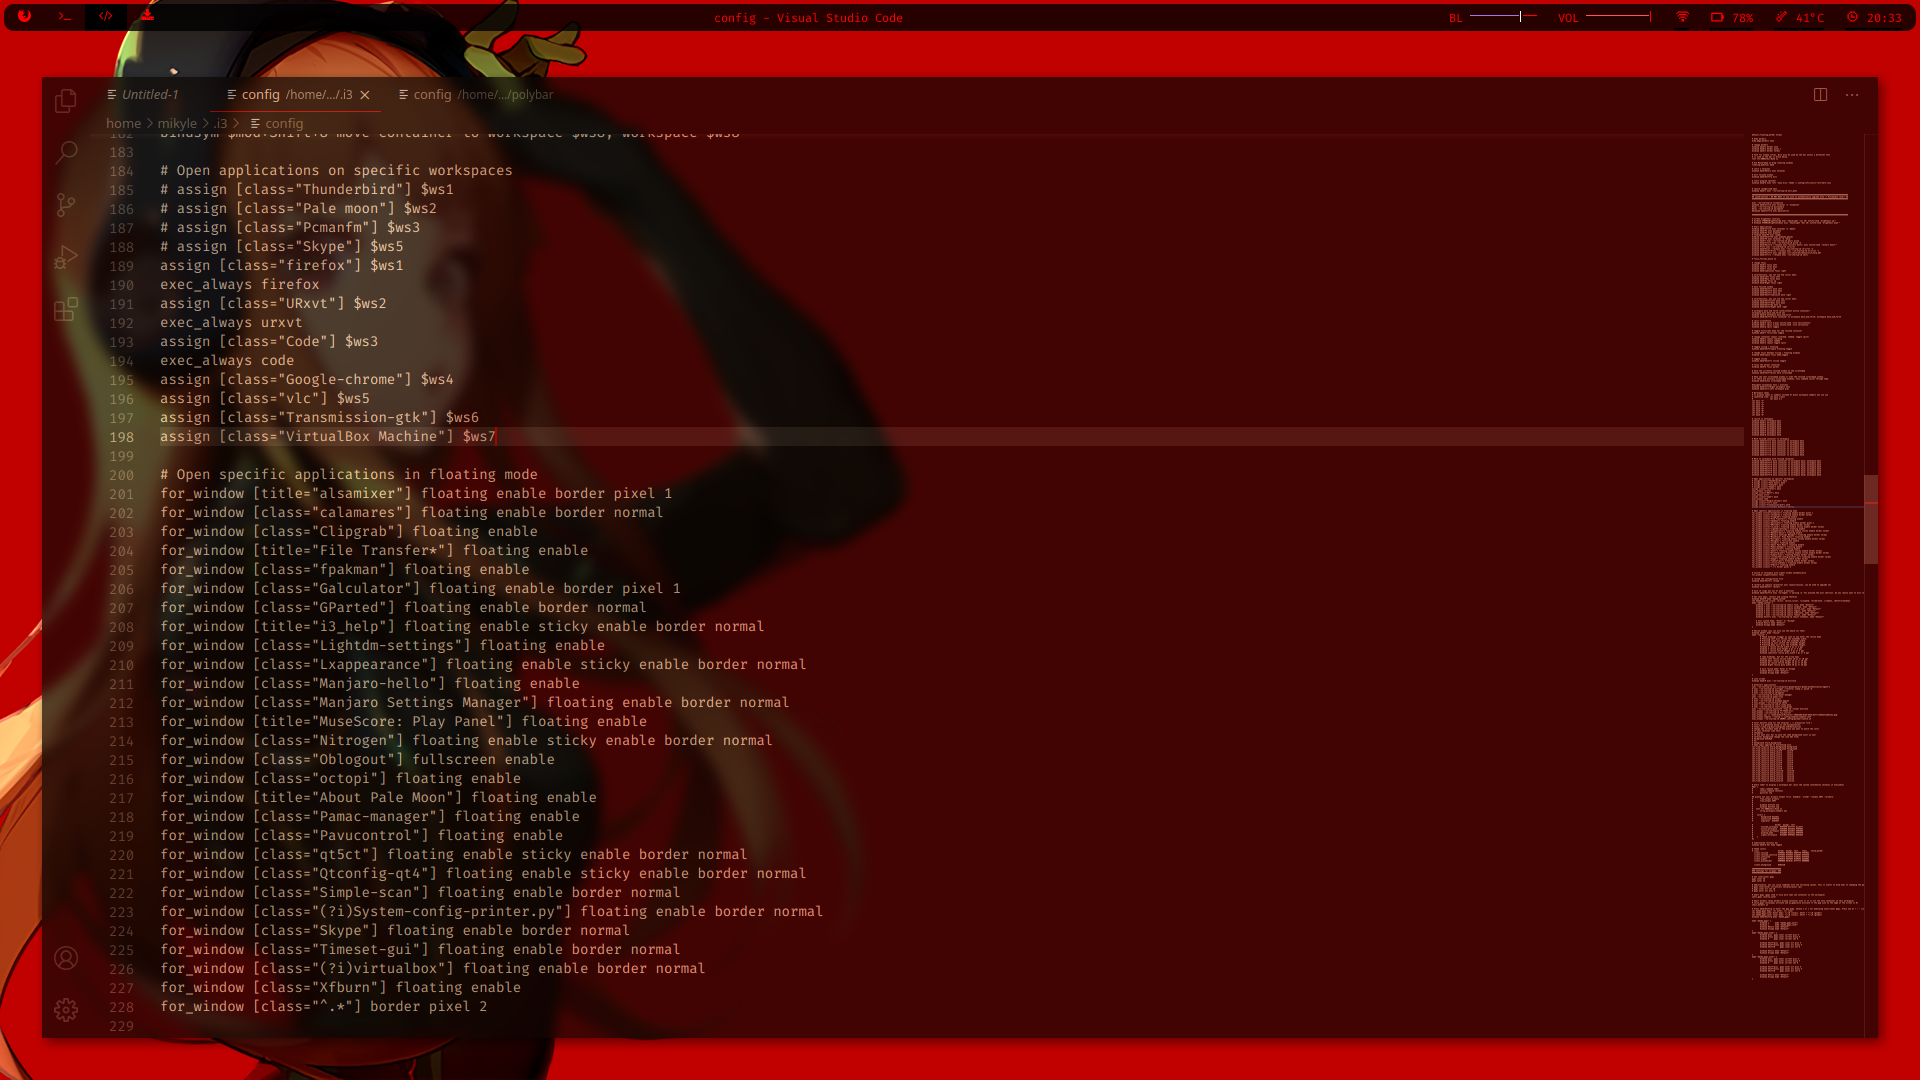 config - Visual Studio Code
BL
VOL
78%
41°C
20:33
Untitled-1
config /home/.../.i3
config /home/.../polybar
home > mikyle > .i3 > config
182 bindsym $mod+Shift+8 move container to workspace $ws8; workspace $ws8
183
184 # Open applications on specific workspaces
185 # assign [class="Thunderbird"] $ws1
186 # assign [class="Pale moon"] $ws2
187 # assign [class="Pcmanfm"] $ws3
188 # assign [class="Skype"] $ws5
189 assign [class="firefox"] $ws1
190 exec_always firefox
191 assign [class="URxvt"] $ws2
192 exec_always urxvt
193 assign [class="Code"] $ws3
194 exec_always code
195 assign [class="Google-chrome"] $ws4
196 assign [class="vlc"] $ws5
197 assign [class="Transmission-gtk"] $ws6
198 assign [class="VirtualBox Machine"] $ws7
199
200 # Open specific applications in floating mode
201 for_window [title="alsamixer"] floating enable border pixel 1
202 for_window [class="calamares"] floating enable border normal
203 for_window [class="Clipgrab"] floating enable
204 for_window [title="File Transfer*"] floating enable
205 for_window [class="fpakman"] floating enable
206 for_window [class="Galculator"] floating enable border pixel 1
207 for_window [class="GParted"] floating enable border normal
208 for_window [title="i3_help"] floating enable sticky enable border normal
209 for_window [class="Lightdm-settings"] floating enable
210 for_window [class="Lxappearance"] floating enable sticky enable border normal
211 for_window [class="Manjaro-hello"] floating enable
212 for_window [class="Manjaro Settings Manager"] floating enable border normal
213 for_window [title="MuseScore: Play Panel"] floating enable
214 for_window [class="Nitrogen"] floating enable sticky enable border normal
215 for_window [class="Oblogout"] fullscreen enable
216 for_window [class="octopi"] floating enable
217 for_window [title="About Pale Moon"] floating enable
218 for_window [class="Pamac-manager"] floating enable
219 for_window [class="Pavucontrol"] floating enable
220 for_window [class="qt5ct"] floating enable sticky enable border normal
221 for_window [class="Qtconfig-qt4"] floating enable sticky enable border normal
222 for_window [class="Simple-scan"] floating enable border normal
223 for_window [class="(?i)System-config-printer.py"] floating enable border normal
224 for_window [class="Skype"] floating enable border normal
225 for_window [class="Timeset-gui"] floating enable border normal
226 for_window [class="(?i)virtualbox"] floating enable border normal
227 for_window [class="Xfburn"] floating enable
228 for_window [class="^.*"] border pixel 2
229